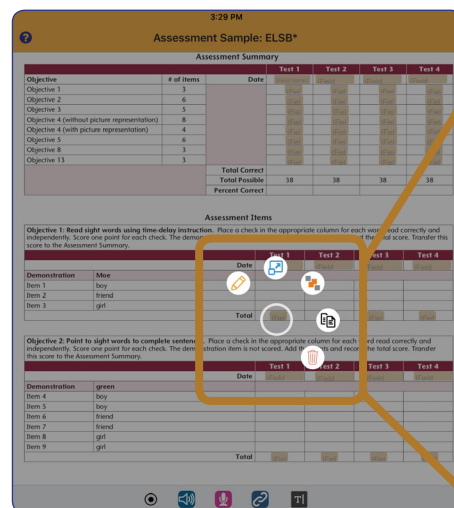 3:29 PM
Assessment Sample: ELSB*
Assessment Summary
Test 1 Test 2 Test 3 Test 4
Objective # of items Date
Objective 1 3
Objective 2 6
Objective 3 5
Objective 4 (without picture representation) 8
Objective 4 (with picture representation) 4
Objective 5 6
Objective 8 3
Objective 13 3
Total Correct
Total Possible 38 38 38 38
Percent Correct
Assessment Items
Objective 1: Read sight words using time-delay instruction. Place a check in the appropriate column for each word read correctly and
independently. Score one point for each check. The demonstration the total score. Transfer this
score to the Assessment Summary.
Test 1 Test 2 Test 3 Test 4
Date
Demonstration Moe
Item 1 boy
Item 2 friend
Item 3 girl
Total
Objective 2: Point to sight words to complete sentences. Place a check in the appropriate column for each word read correctly and
independently. Score one point for each check. The demonstration item is not scored. Add the points and record the total score. Transfer
this score to the Assessment Summary.
Test 1 Test 2 Test 3 Test 4
Date
Demonstration green
Item 4 boy
Item 5 boy
Item 6 friend
Item 7 friend
Item 8 girl
Item 9 girl
Total
T